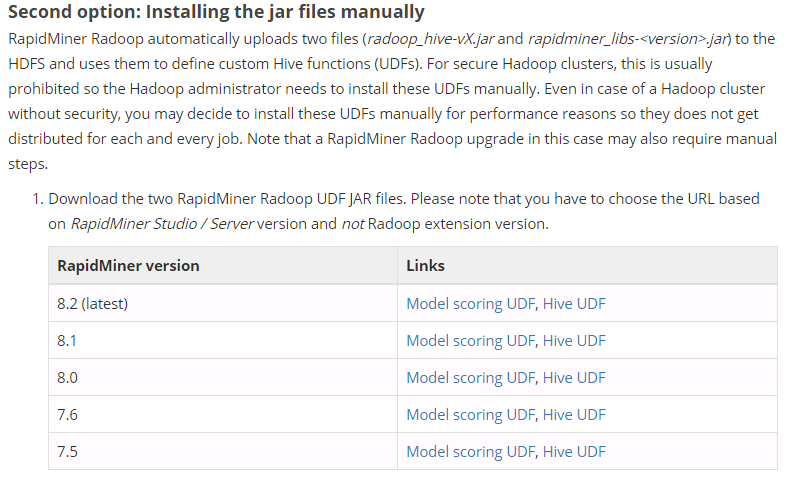 Second option: Installing the jar files manually
RapidMiner Radoop automatically uploads two files (radoop_hive-vX.jar and rapidminer_libs-<version>.jar) to the
HDFS and uses them to define custom Hive functions (UDFs). For secure Hadoop clusters, this is usually
prohibited so the Hadoop administrator needs to install these UDFs manually. Even in case of a Hadoop cluster
without security, you may decide to install these UDFs manually for performance reasons so they does not get
distributed for each and every job. Note that a RapidMiner Radoop upgrade in this case may also require manual
steps.
1. Download the two RapidMiner Radoop UDF JAR files. Please note that you have to choose the URL based
on RapidMiner Studio / Server version and not Radoop extension version.
RapidMiner version Links
8.2 (latest) Model scoring UDF, Hive UDF
8.1 Model scoring UDF, Hive UDF
8.0 Model scoring UDF, Hive UDF
7.6 Model scoring UDF, Hive UDF
7.5 Model scoring UDF, Hive UDF